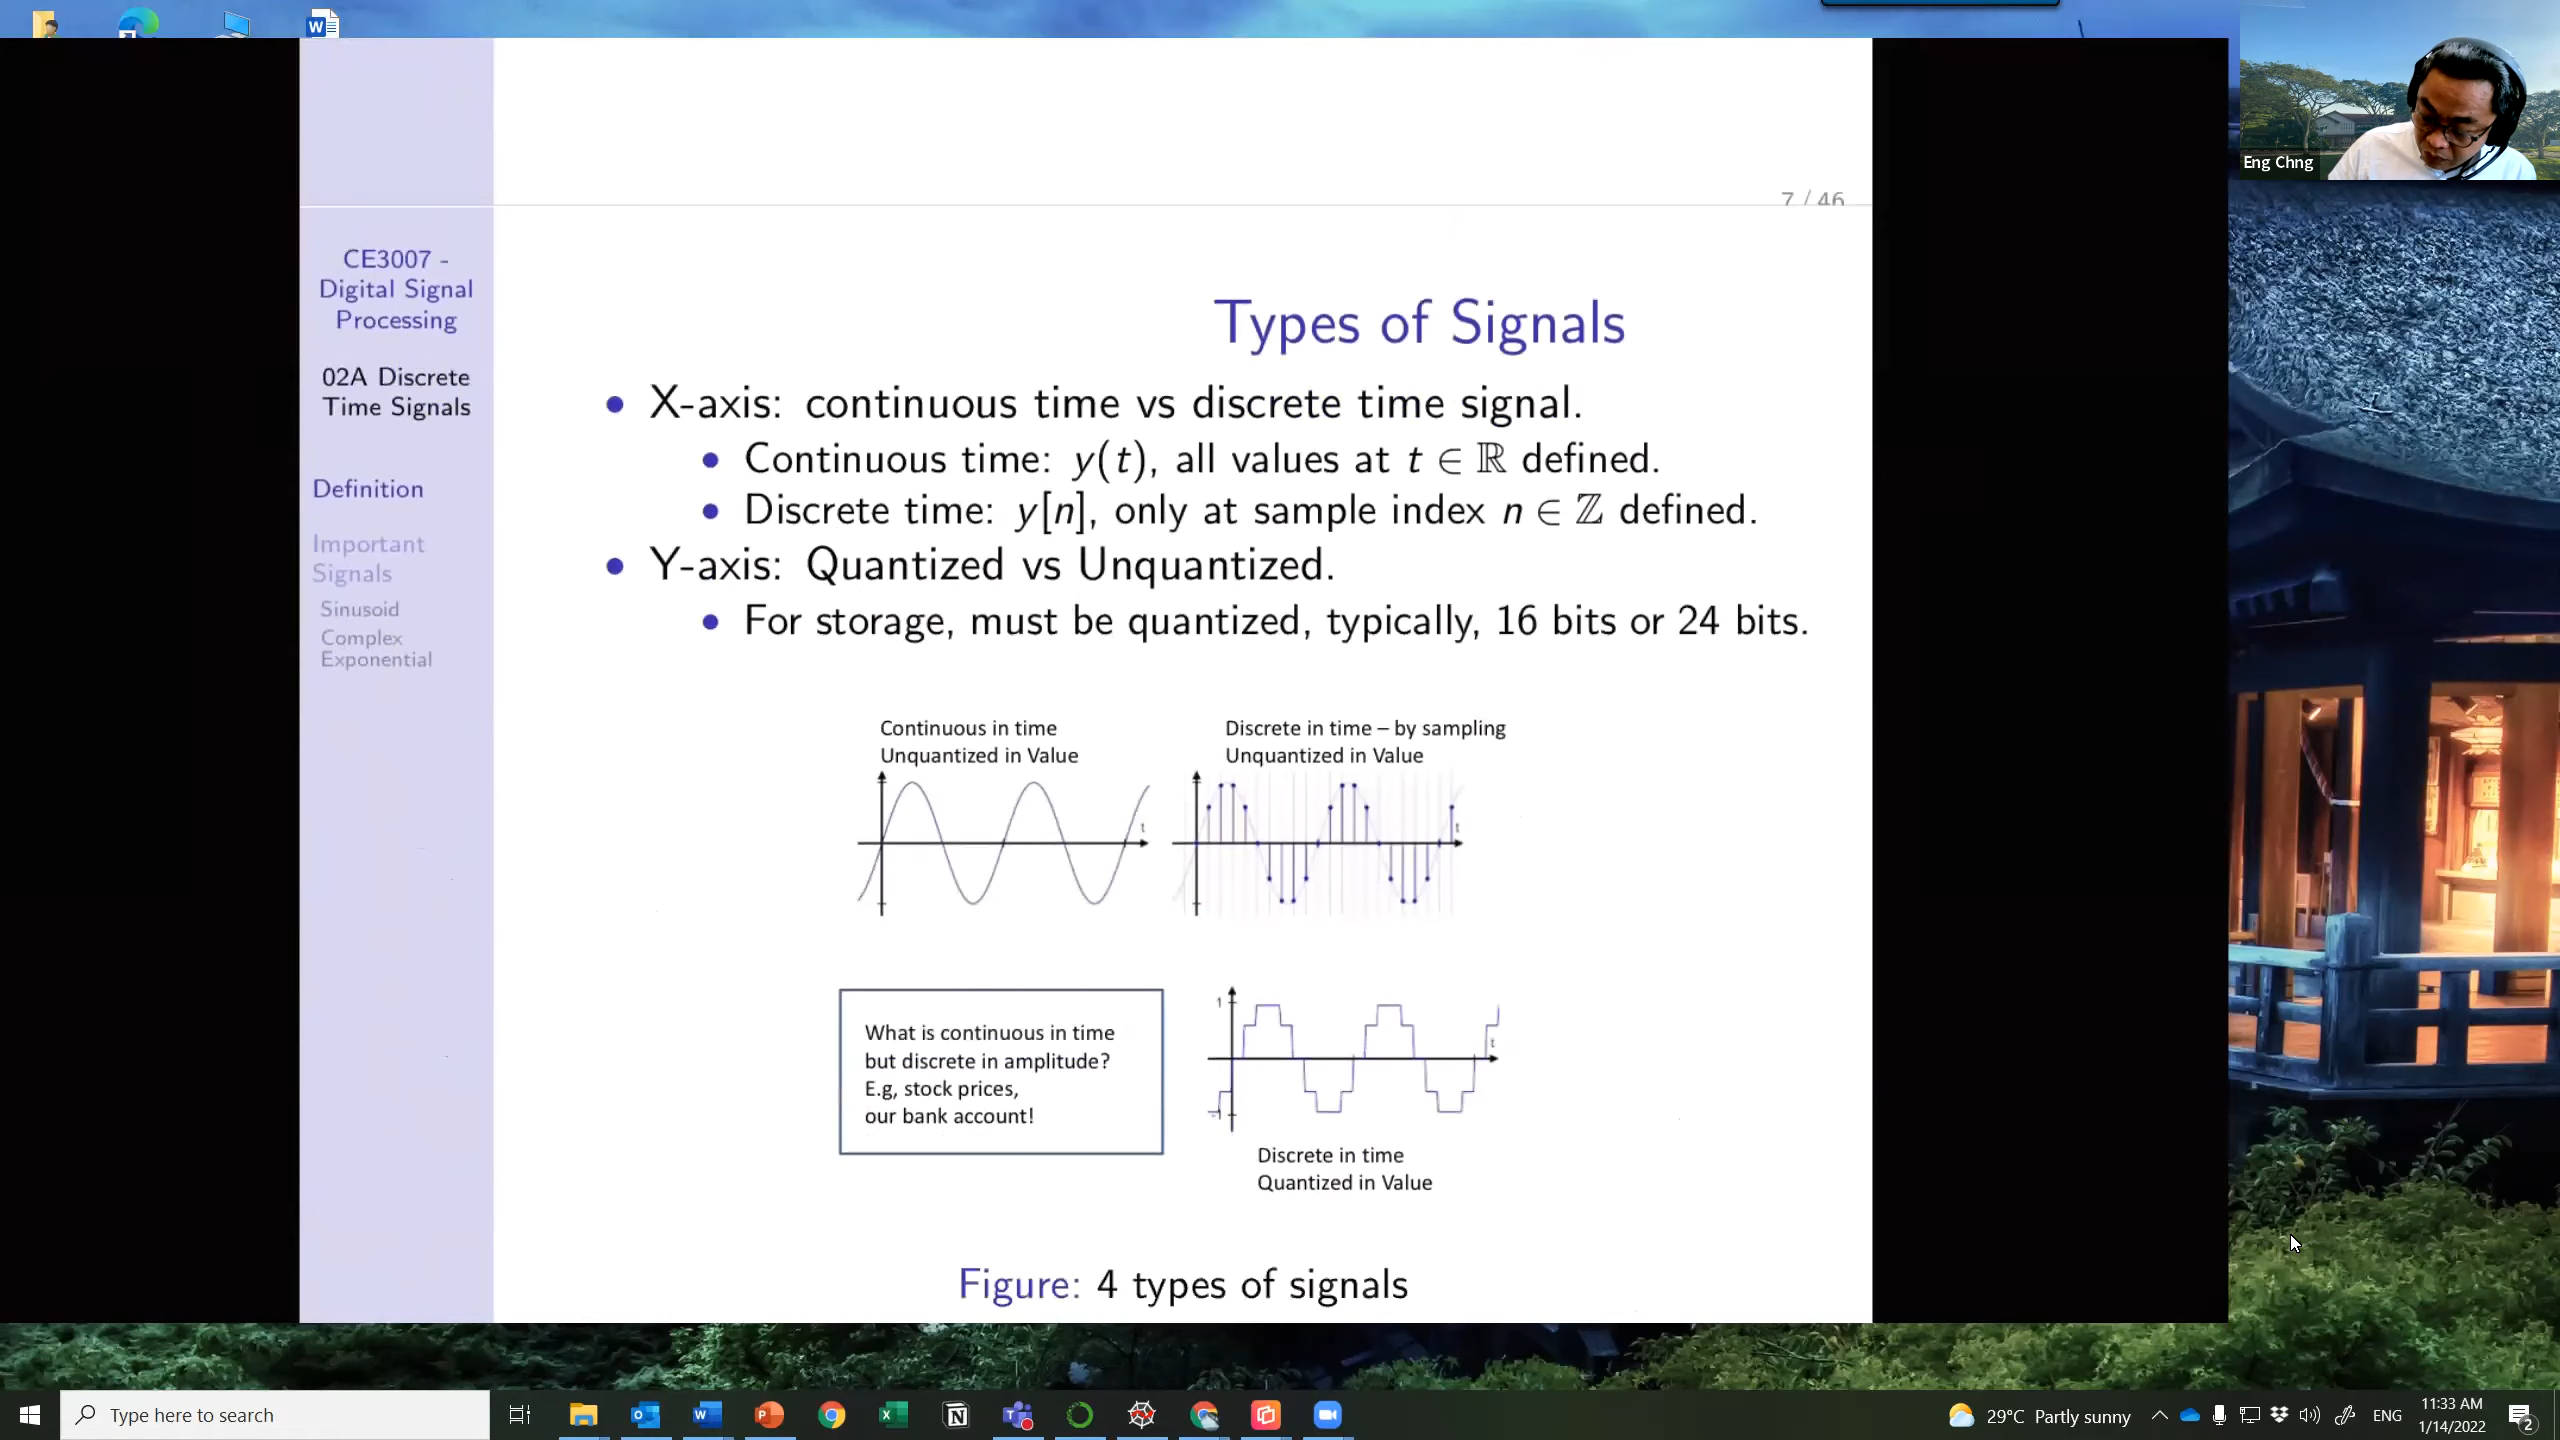 Eng Chng
7 / 46
CE3007 -
Digital Signal
Processing
02A Discrete
Time Signals
Definition
Important
Signals
Sinusoid
Complex
Exponential
Types of Signals
• X-axis: continuous time vs discrete time signal.
• Continuous time: y(t), all values at t ∈ ℝ defined.
• Discrete time: y[n], only at sample index n ∈ ℤ defined.
• Y-axis: Quantized vs Unquantized.
• For storage, must be quantized, typically, 16 bits or 24 bits.
Continuous in time
Unquantized in Value
t
Discrete in time – by sampling
Unquantized in Value
t
What is continuous in time
but discrete in amplitude?
E.g, stock prices,
our bank account!
1
t
-1
Discrete in time
Quantized in Value
Figure: 4 types of signals
Type here to search
29°C Partly sunny
ENG
11:33 AM
1/14/2022
2